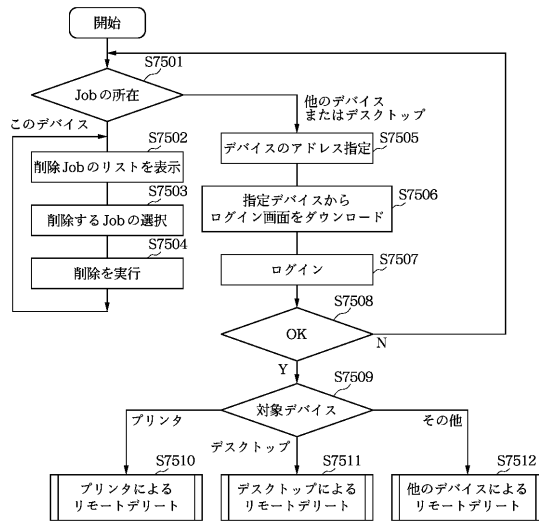 開始
S7501
Jobの所在
このデバイス
他のデバイス
またはデスクトップ
S7502
削除Jobのリストを表示
S7503
削除するJobの選択
S7504
削除を実行
S7505
デバイスのアドレス指定
S7506
指定デバイスから
ログイン画面をダウンロード
S7507
ログイン
S7508
OK
N
Y
S7509
対象デバイス
プリンタ
デスクトップ
その他
S7510
プリンタによる
リモートデリート
S7511
デスクトップによる
リモートデリート
S7512
他のデバイスによる
リモートデリート